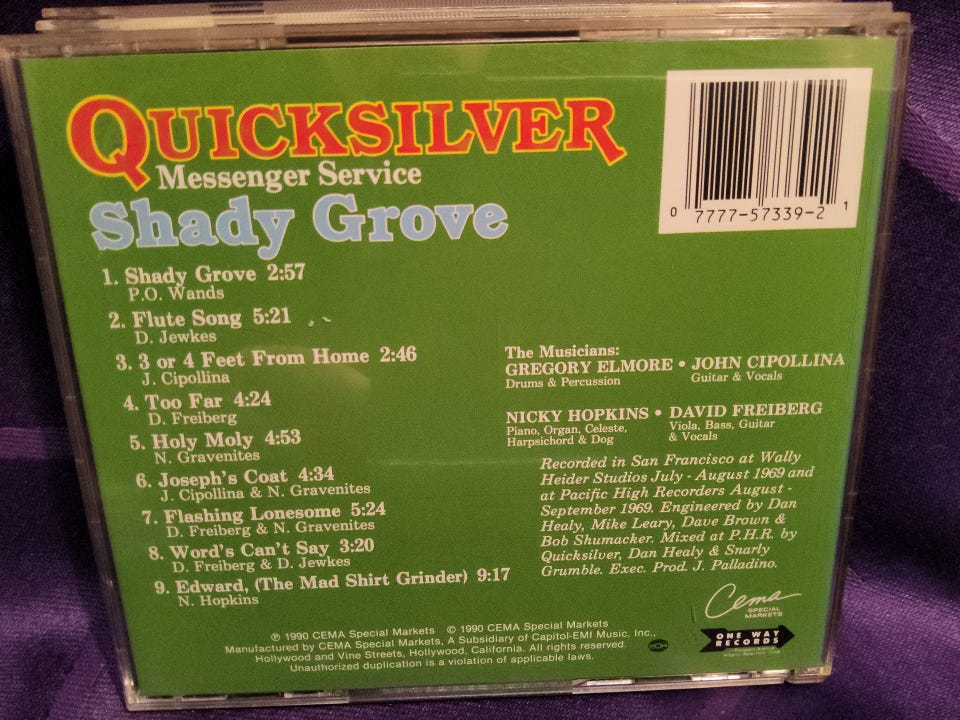 QUICKSILVER
Messenger Service
Shady Grove
0 7777-57339-2 1
1. Shady Grove 2:57
P.O. Wands
2. Flute Song 5:21
D. Jewkes
3. 3 or 4 Feet From Home 2:46
J. Cipollina
4. Too Far 4:24
D. Freiberg
5. Holy Moly 4:53
N. Gravenites
6. Joseph's Coat 4:34
J. Cipollina & N. Gravenites
7. Flashing Lonesome 5:24
D. Freiberg & N. Gravenites
8. Word's Can't Say 3:20
D. Freiberg & D. Jewkes
9. Edward, (The Mad Shirt Grinder) 9:17
N. Hopkins
The Musicians:
GREGORY ELMORE • JOHN CIPOLLINA
Drums & Percussion Guitar & Vocals
NICKY HOPKINS • DAVID FREIBERG
Piano, Organ, Celeste, Viola, Bass, Guitar
Harpsichord & Dog & Vocals
Recorded in San Francisco at Wally
Heider Studios July - August 1969 and
at Pacific High Recorders August -
September 1969. Engineered by Dan
Healy, Mike Leary, Dave Brown &
Bob Shumacker. Mixed at P.H.R. by
Quicksilver, Dan Healy & Snarly
Grumble. Exec. Prod. J. Palladino.
Cema
SPECIAL
MARKETS
ONE WAY
RECORDS
℗ 1990 CEMA Special Markets © 1990 CEMA Special Markets
Manufactured by CEMA Special Markets, A Subsidiary of Capitol-EMI Music, Inc.,
Hollywood and Vine Streets, Hollywood, California. All rights reserved.
Unauthorized duplication is a violation of applicable laws.